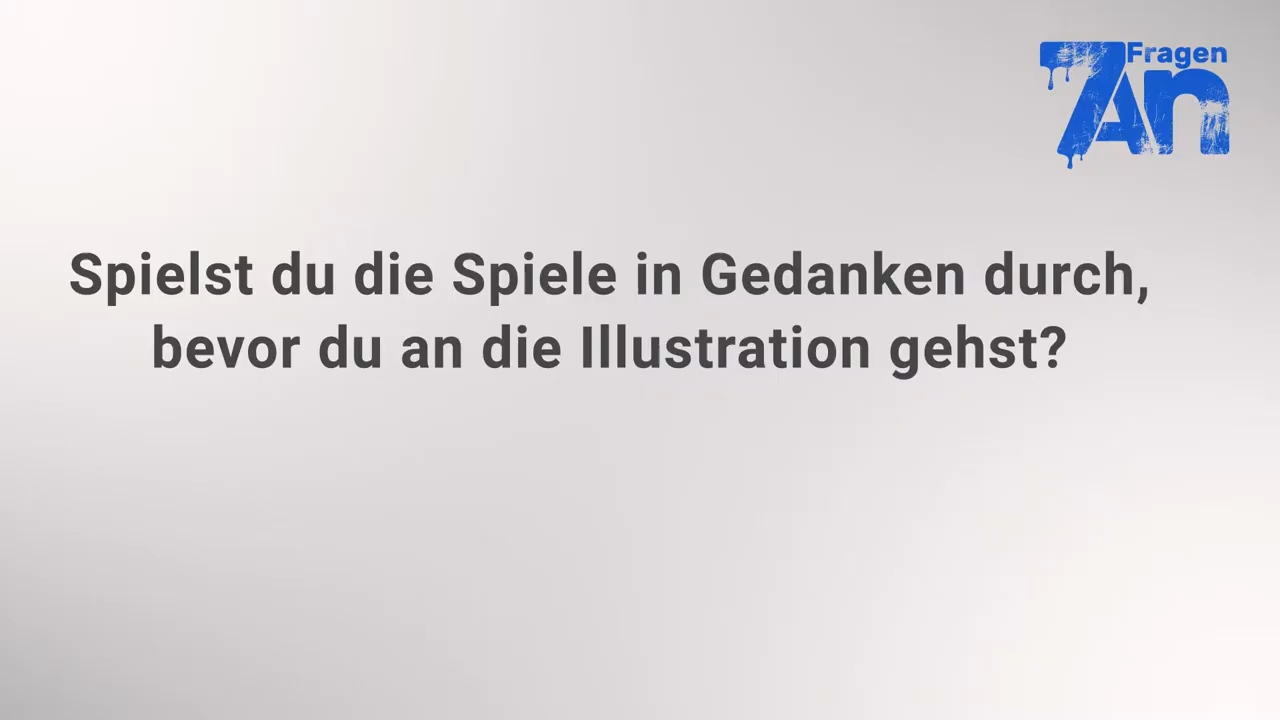 7 Fragen
An
Spielst du die Spiele in Gedanken durch,
bevor du an die Illustration gehst?